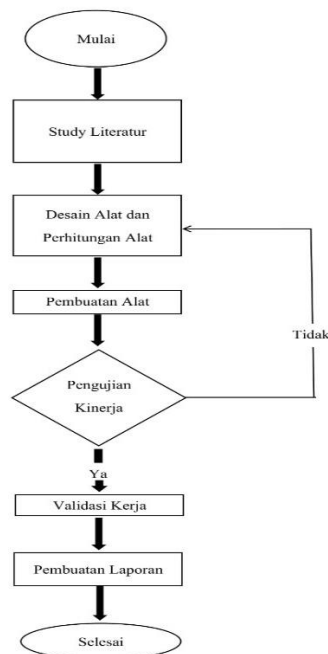 Mulai
Study Literatur
Desain Alat dan
Perhitungan Alat
Pembuatan Alat
Tidak
Pengujian
Kinerja
Ya
Validasi Kerja
Pembuatan Laporan
Selesai